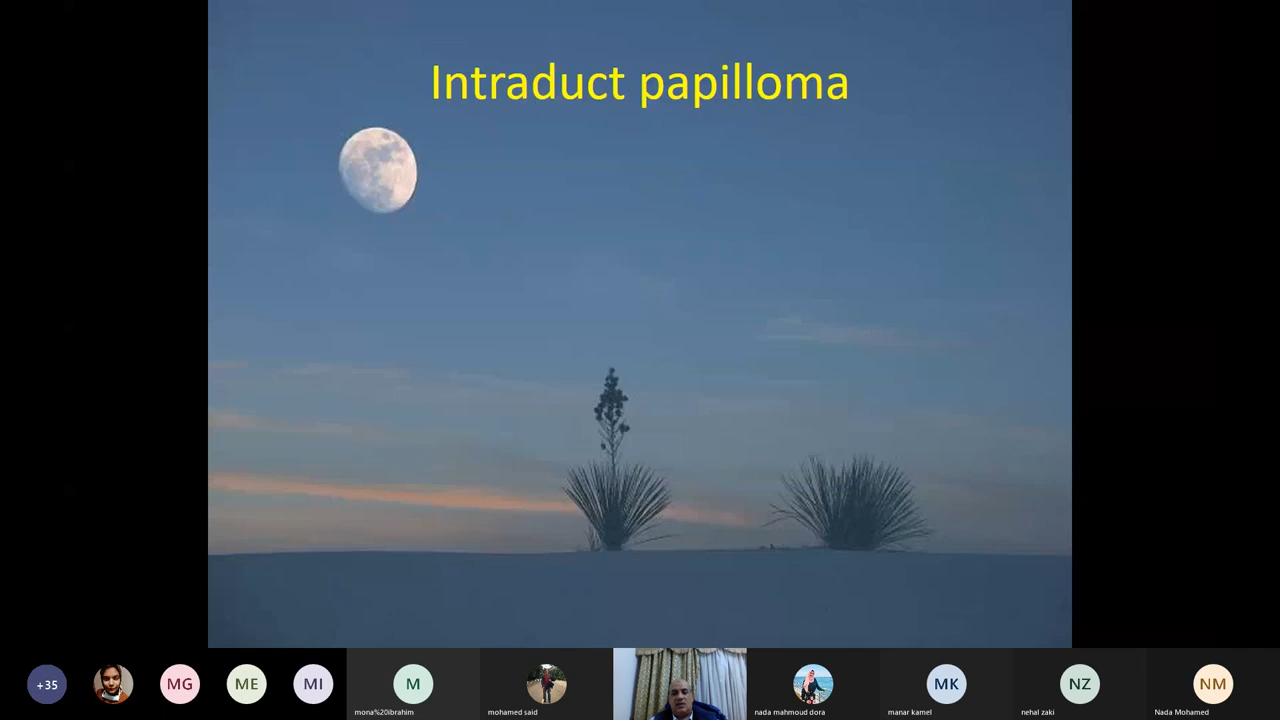 Intraduct papilloma
+35
MG
ME
MI
M
MK
NZ
NM
mona%20ibrahim
mohamed said
nada mahmoud dora
manar kamel
nehal zaki
Nada Mohamed